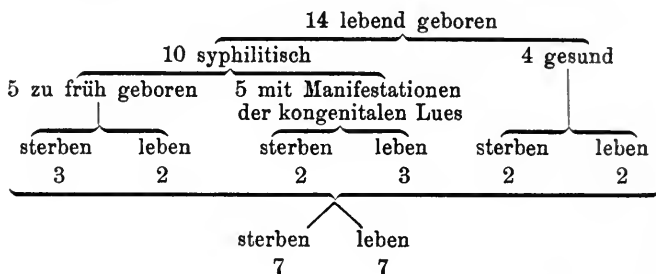 14 lebend geboren
10 syphilitisch 4 gesund
5 zu früh geboren 5 mit Manifestationen
der kongenitalen Lues
sterben leben sterben leben sterben leben
3 2 2 3 2 2
sterben leben
7 7